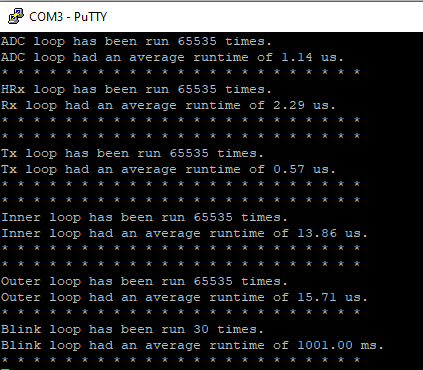 COM3 - PuTTY
ADC loop has been run 65535 times.
ADC loop had an average runtime of 1.14 us.
* * * * * * * * * * * * * * * * * * * * * * *
HRx loop has been run 65535 times.
Rx loop had an average runtime of 2.29 us.
* * * * * * * * * * * * * * * * * * * * * * *
* * * * * * * * * * * * * * * * * * * * * * *
Tx loop has been run 65535 times.
Tx loop had an average runtime of 0.57 us.
* * * * * * * * * * * * * * * * * * * * * * *
* * * * * * * * * * * * * * * * * * * * * * *
Inner loop has been run 65535 times.
Inner loop had an average runtime of 13.86 us.
* * * * * * * * * * * * * * * * * * * * * * *
* * * * * * * * * * * * * * * * * * * * * * *
Outer loop has been run 65535 times.
Outer loop had an average runtime of 15.71 us.
* * * * * * * * * * * * * * * * * * * * * * *
Blink loop has been run 30 times.
Blink loop had an average runtime of 1001.00 ms.
* * * * * * * * * * * * * * * * * * * * * * *